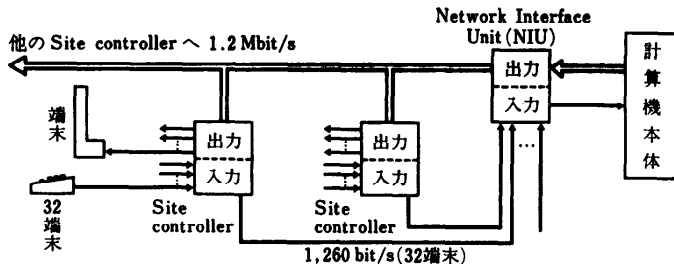 Network Interface
Unit(NIU)
他の Site controller へ 1.2 Mbit/s
出力
入力
計算機本体
端末
出力
入力
出力
入力
32
端末
Site
controller
Site
controller
1,260 bit/s(32端末)